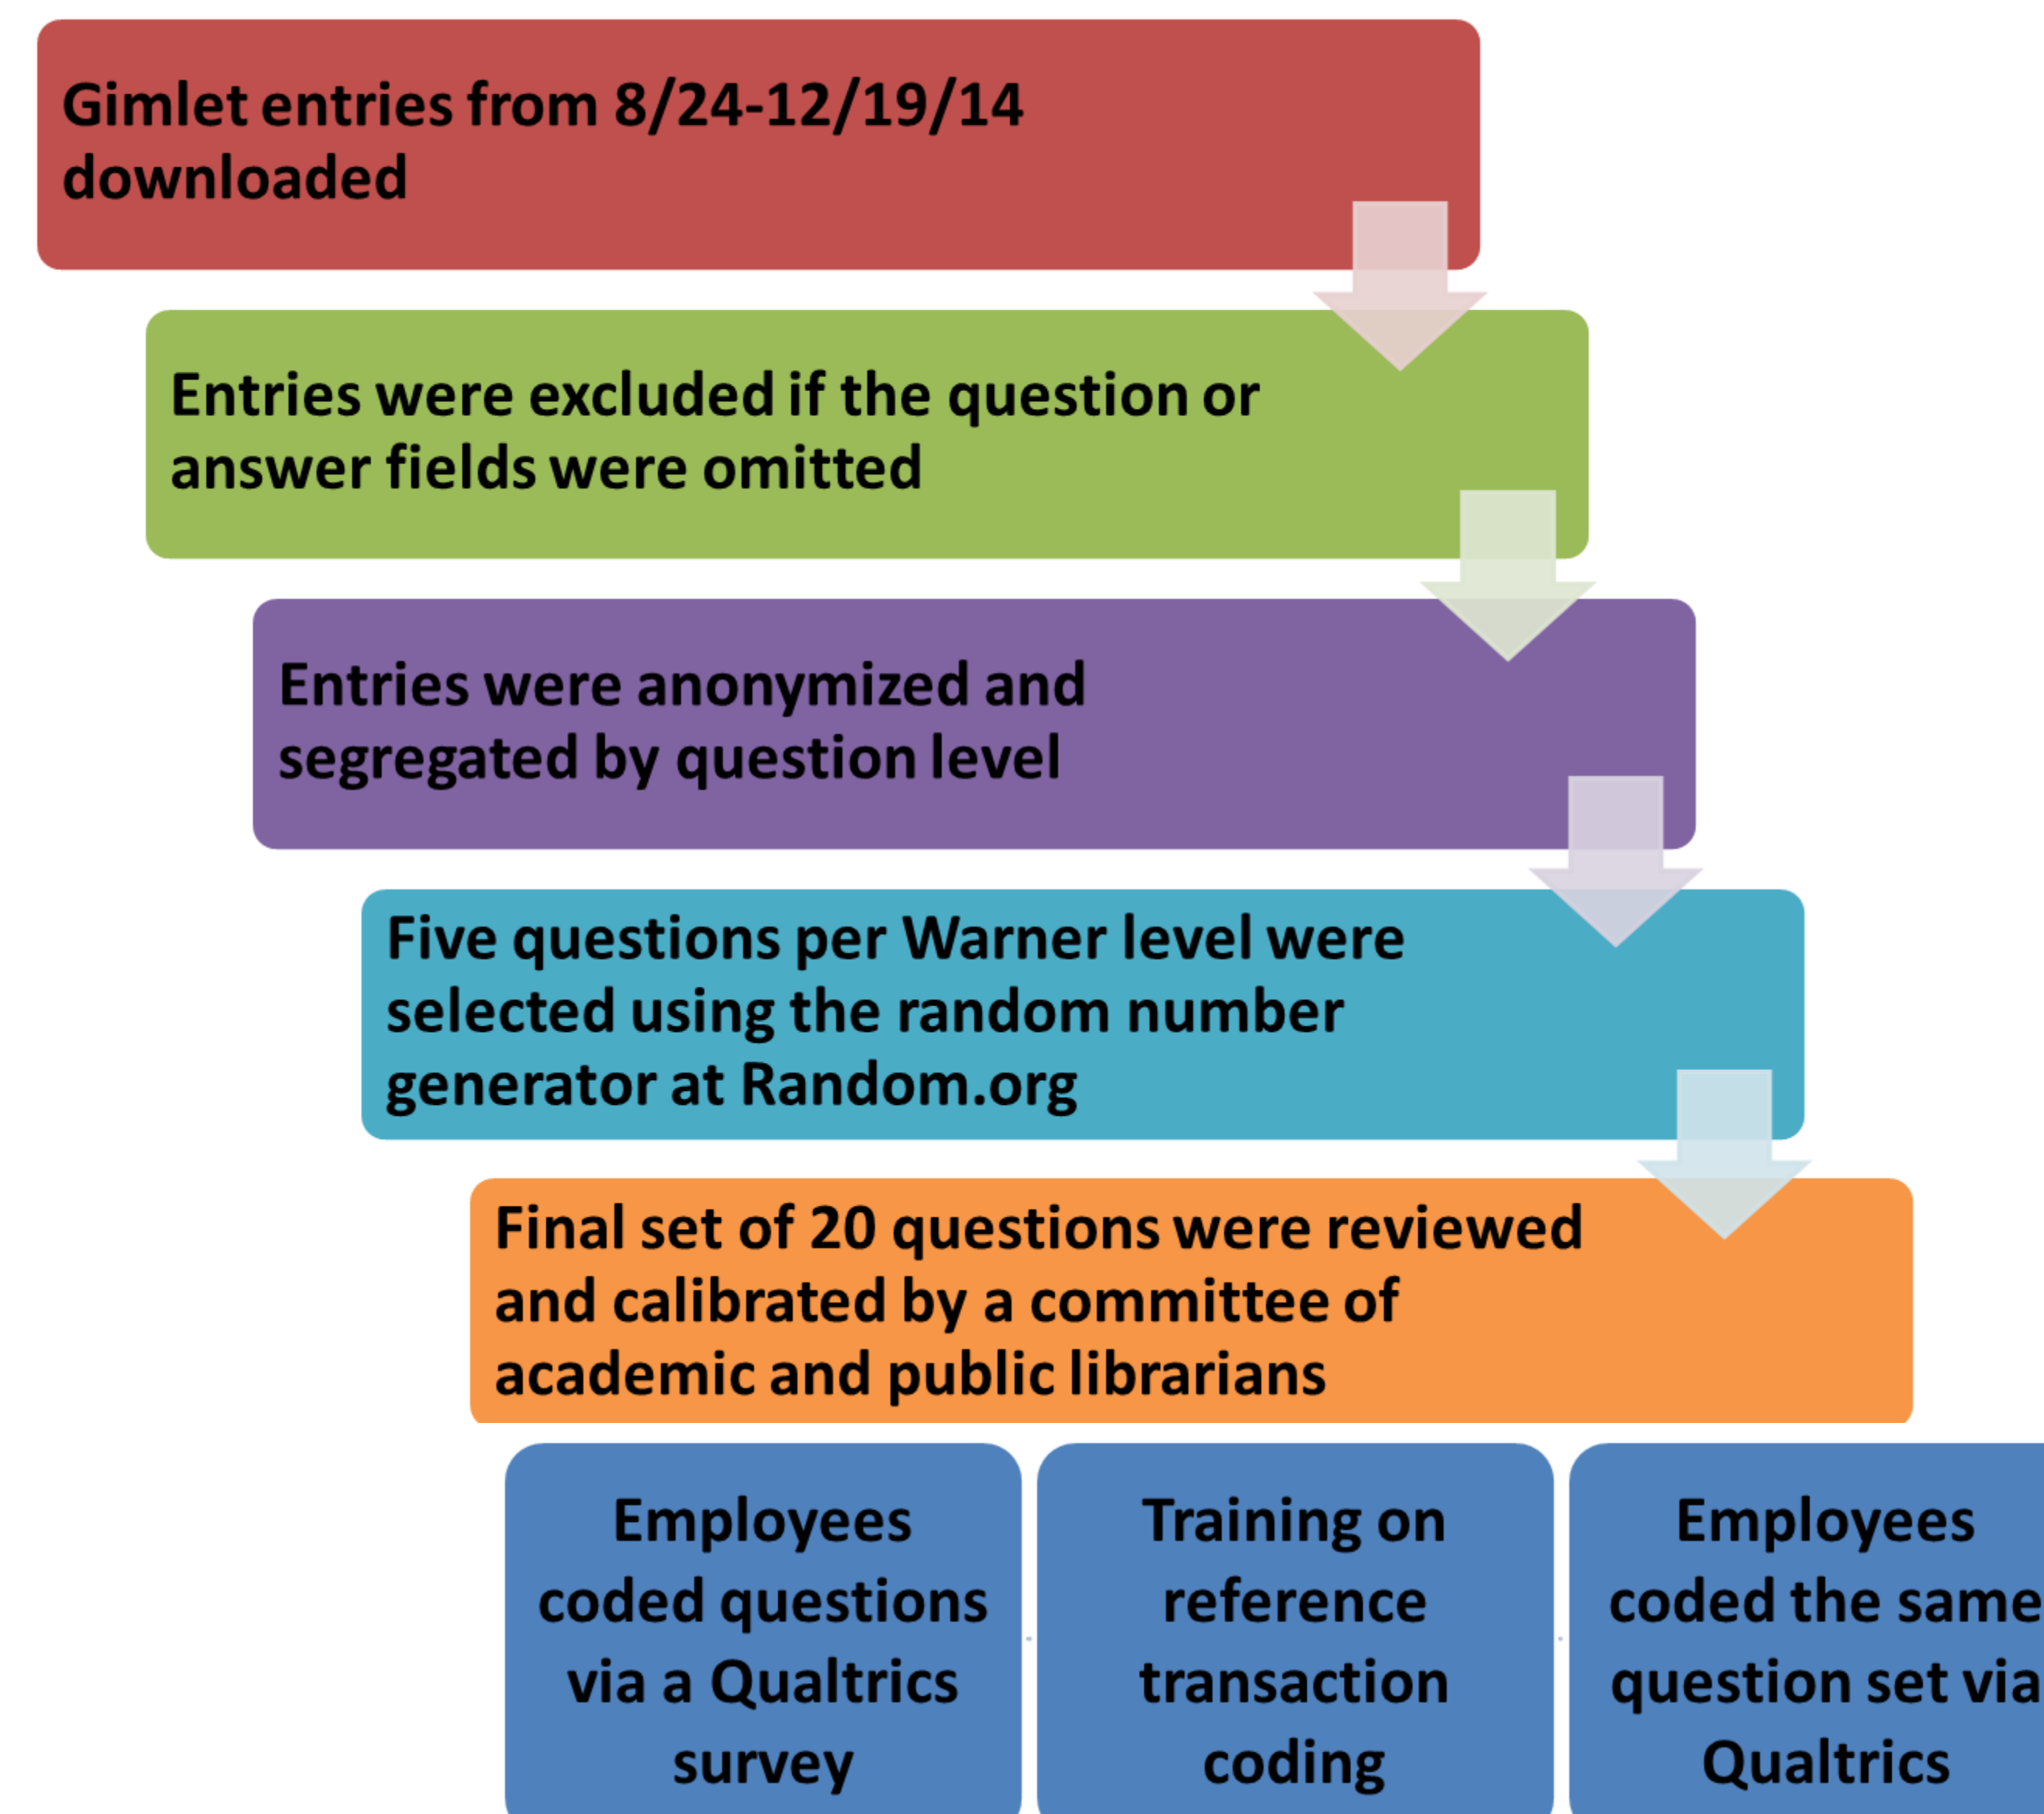 Gimlet entries from 8/24-12/19/14
downloaded
Entries were excluded if the question or
answer fields were omitted
Entries were anonymized and
segregated by question level
Five questions per Warner level were
selected using the random number
generator at Random.org
Final set of 20 questions were reviewed
and calibrated by a committee of
academic and public librarians
Employees
coded questions
via a Qualtrics
survey
Training on
reference
transaction
coding
Employees
coded the same
question set via
Qualtrics